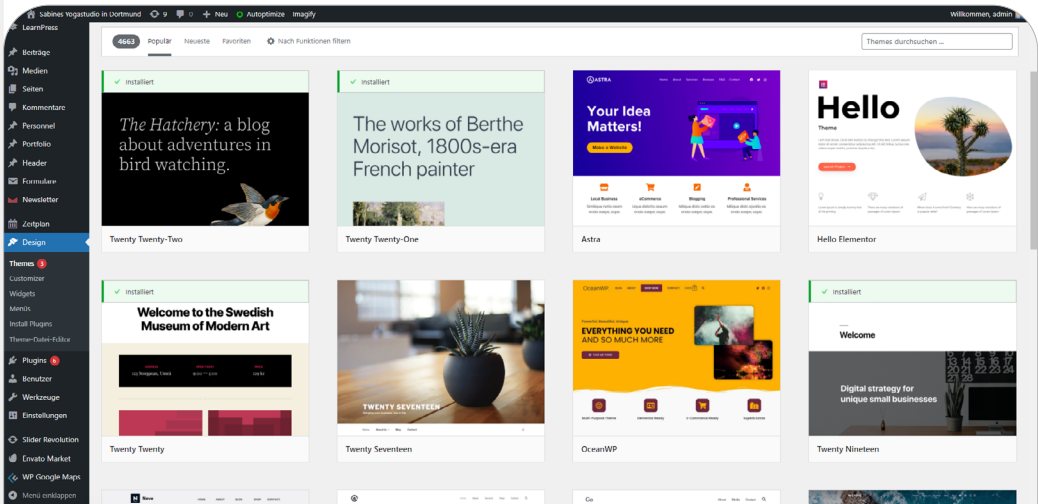 Sabines Yogastudio in Dortmund 9 0 + Neu Autoptimize Imagify Willkommen, admin
LearnPress
Beiträge
Medien
Seiten
Kommentare
Personnel
Portfolio
Header
Formulare
Newsletter
Zeitplan
Design
Themes 3
Customizer
Widgets
Menüs
Install Plugins
Theme-Datei-Editor
Plugins 6
Benutzer
Werkzeuge
Einstellungen
Slider Revolution
Envato Market
WP Google Maps
Menü einklappen
4663 Populär Neueste Favoriten Nach Funktionen filtern Themes durchsuchen ...
Installiert
The Hatchery: a blog
about adventures in
bird watching.
Twenty Twenty-Two
Installiert
The works of Berthe
Morisot, 1800s-era
French painter
Twenty Twenty-One
ASTRA
Your Idea
Matters!
Make a Website
Local Business eCommerce Blogging Professional Services
Astra
Hello
Theme
Hello Elementor
Installiert
Welcome to the Swedish
Museum of Modern Art
Twenty Twenty
TWENTY SEVENTEEN
Twenty Seventeen
OceanWP
EVERYTHING YOU NEED
AND SO MUCH MORE
OceanWP
Installiert
Welcome
Digital strategy for
unique small businesses
Twenty Nineteen
Neve
Go